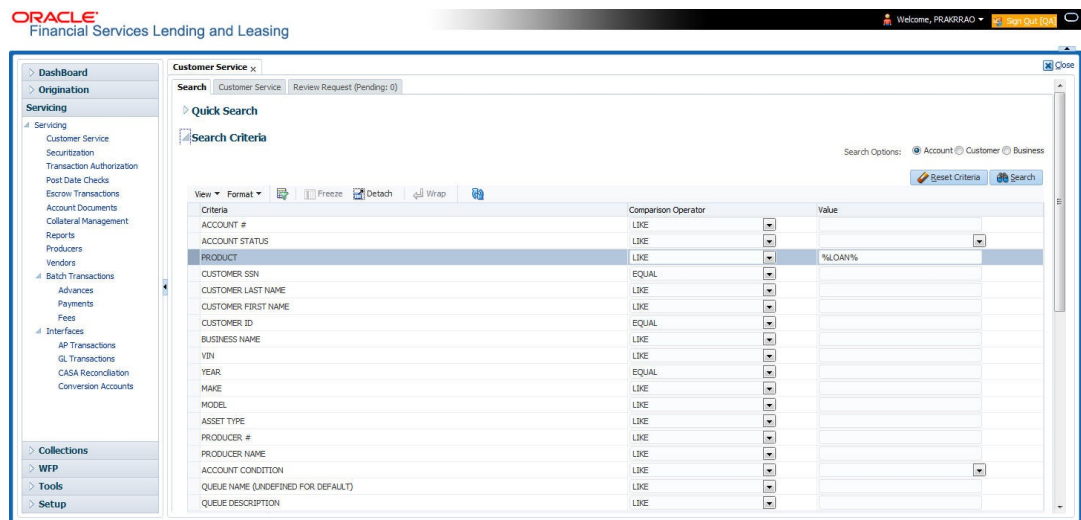 ORACLE
Financial Services Lending and Leasing
Welcome, PRAKRRAO
Sign Out [QA]
Close
DashBoard
Origination
Servicing
Servicing
Customer Service
Securitization
Transaction Authorization
Post Date Checks
Escrow Transactions
Account Documents
Collateral Management
Reports
Producers
Vendors
Batch Transactions
Advances
Payments
Fees
Interfaces
AP Transactions
GL Transactions
CASA Reconciliation
Conversion Accounts
Collections
WFP
Tools
Setup
Customer Service x
Search Customer Service Review Request (Pending: 0)
Quick Search
Search Criteria
Search Options: Account Customer Business
Reset Criteria Search
View Format Freeze Detach Wrap
Criteria Comparison Operator Value
ACCOUNT # LIKE
ACCOUNT STATUS LIKE
PRODUCT LIKE %LOAN%
CUSTOMER SSN EQUAL
CUSTOMER LAST NAME LIKE
CUSTOMER FIRST NAME LIKE
CUSTOMER ID EQUAL
BUSINESS NAME LIKE
VIN LIKE
YEAR EQUAL
MAKE LIKE
MODEL LIKE
ASSET TYPE LIKE
PRODUCER # LIKE
PRODUCER NAME LIKE
ACCOUNT CONDITION LIKE
QUEUE NAME (UNDEFINED FOR DEFAULT) LIKE
QUEUE DESCRIPTION LIKE